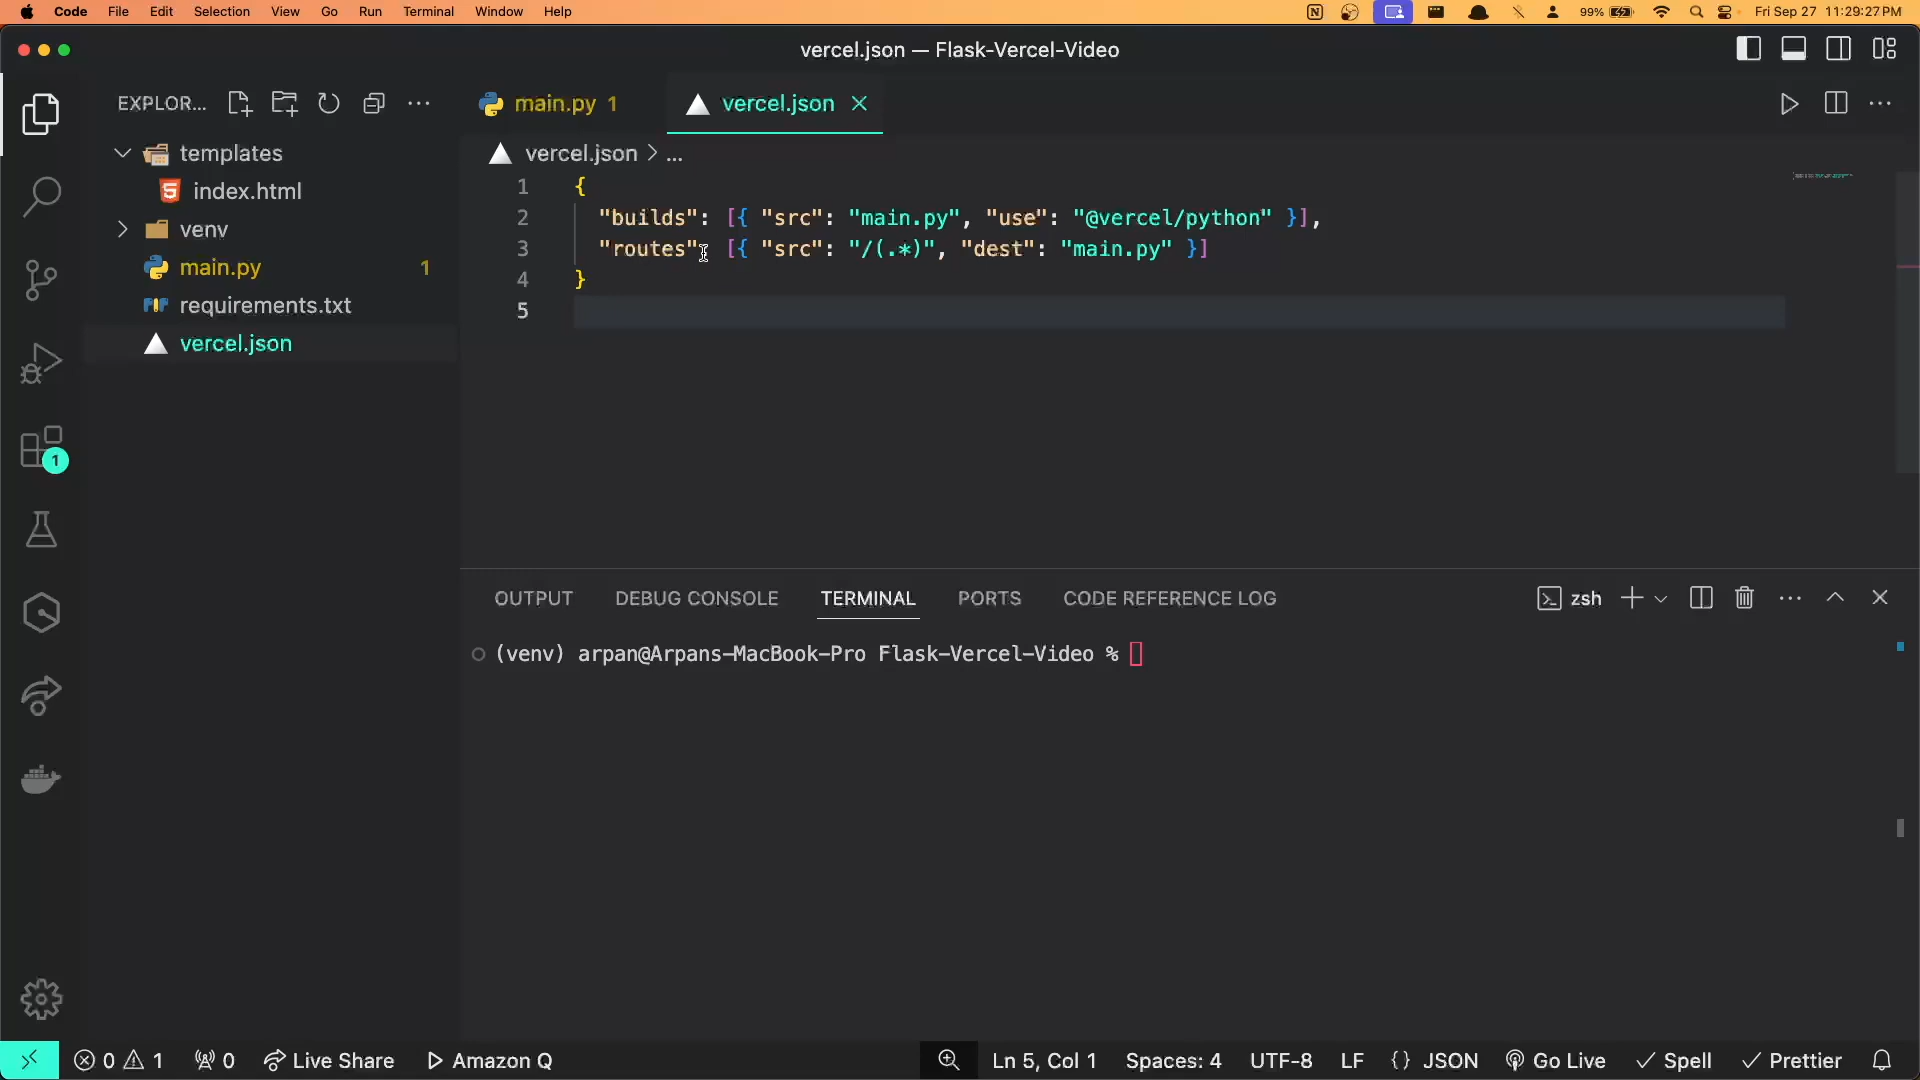 Code File Edit Selection View Go Run Terminal Window Help 99% Fri Sep 27 11:29:27 PM
vercel.json — Flask-Vercel-Video
EXPLOR...
main.py 1
vercel.json
templates
index.html
venv
main.py 1
requirements.txt
vercel.json
1
vercel.json > ...
1 {
2 "builds": [{ "src": "main.py", "use": "@vercel/python" }],
3 "routes": [{ "src": "/(.*)", "dest": "main.py" }]
4 }
5
OUTPUT DEBUG CONSOLE TERMINAL PORTS CODE REFERENCE LOG zsh
(venv) arpan@Arpans-MacBook-Pro Flask-Vercel-Video %
0 1 0 Live Share Amazon Q Ln 5, Col 1 Spaces: 4 UTF-8 LF {} JSON Go Live Spell Prettier